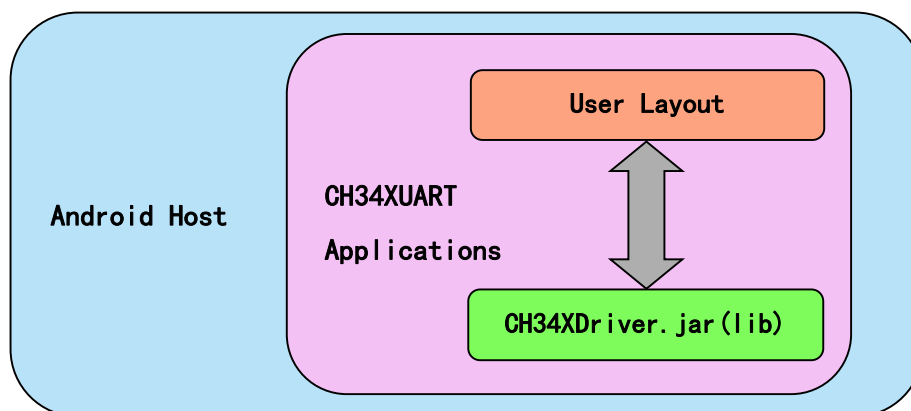 User Layout
CH34XUART
Android Host
Applications
CH34XDriver.jar(lib)